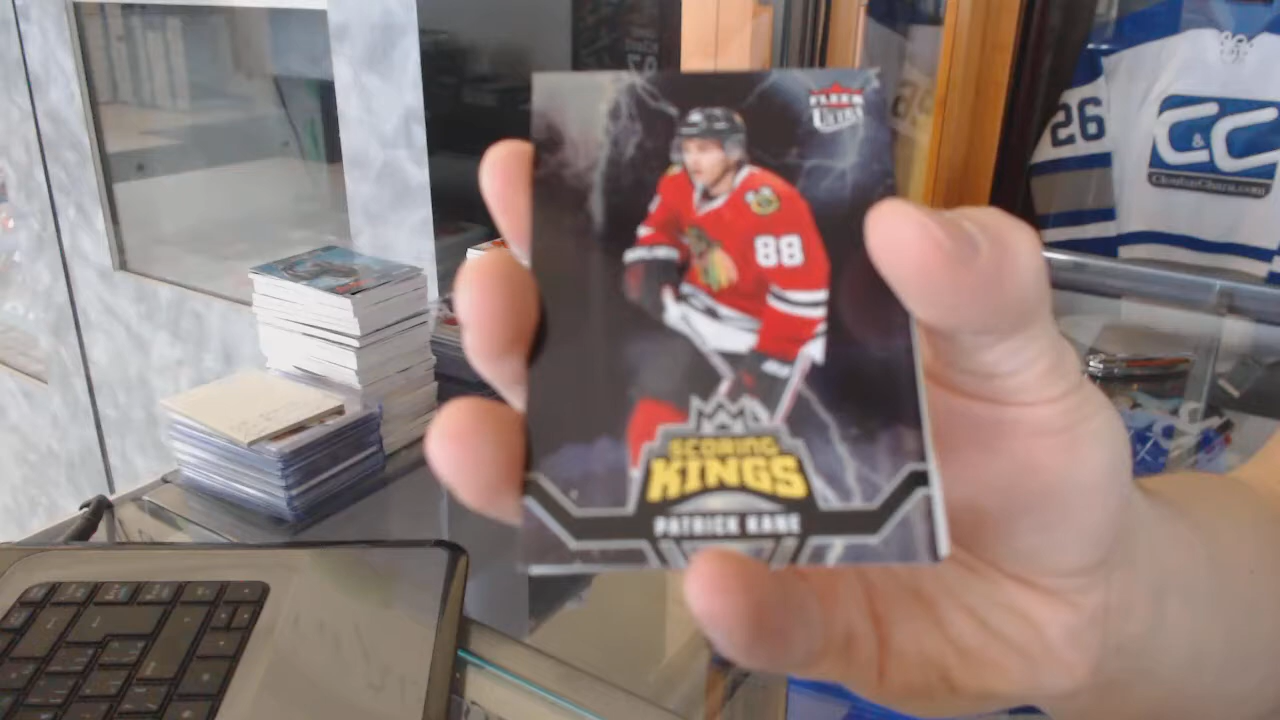 FLEER
ULTRA
88
SCORING
KINGS
PATRICK KANE
26
C&C